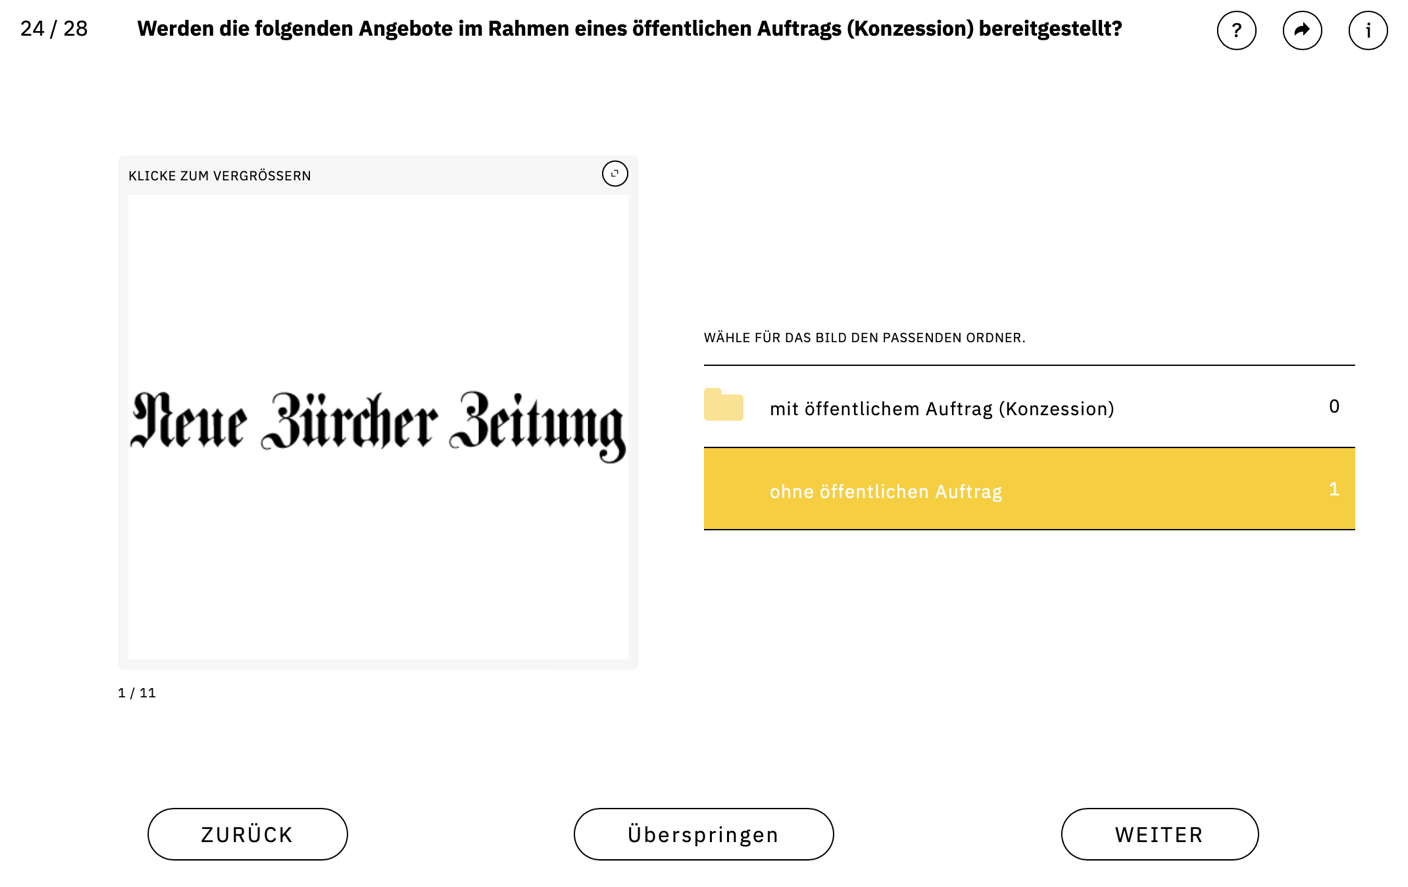 24 / 28
Werden die folgenden Angebote im Rahmen eines öffentlichen Auftrags (Konzession) bereitgestellt?
?
i
KLICKE ZUM VERGRÖSSERN
Neue Zürcher Zeitung
1 / 11
WÄHLE FÜR DAS BILD DEN PASSENDEN ORDNER.
mit öffentlichem Auftrag (Konzession) 0
ohne öffentlichen Auftrag 1
ZURÜCK
Überspringen
WEITER